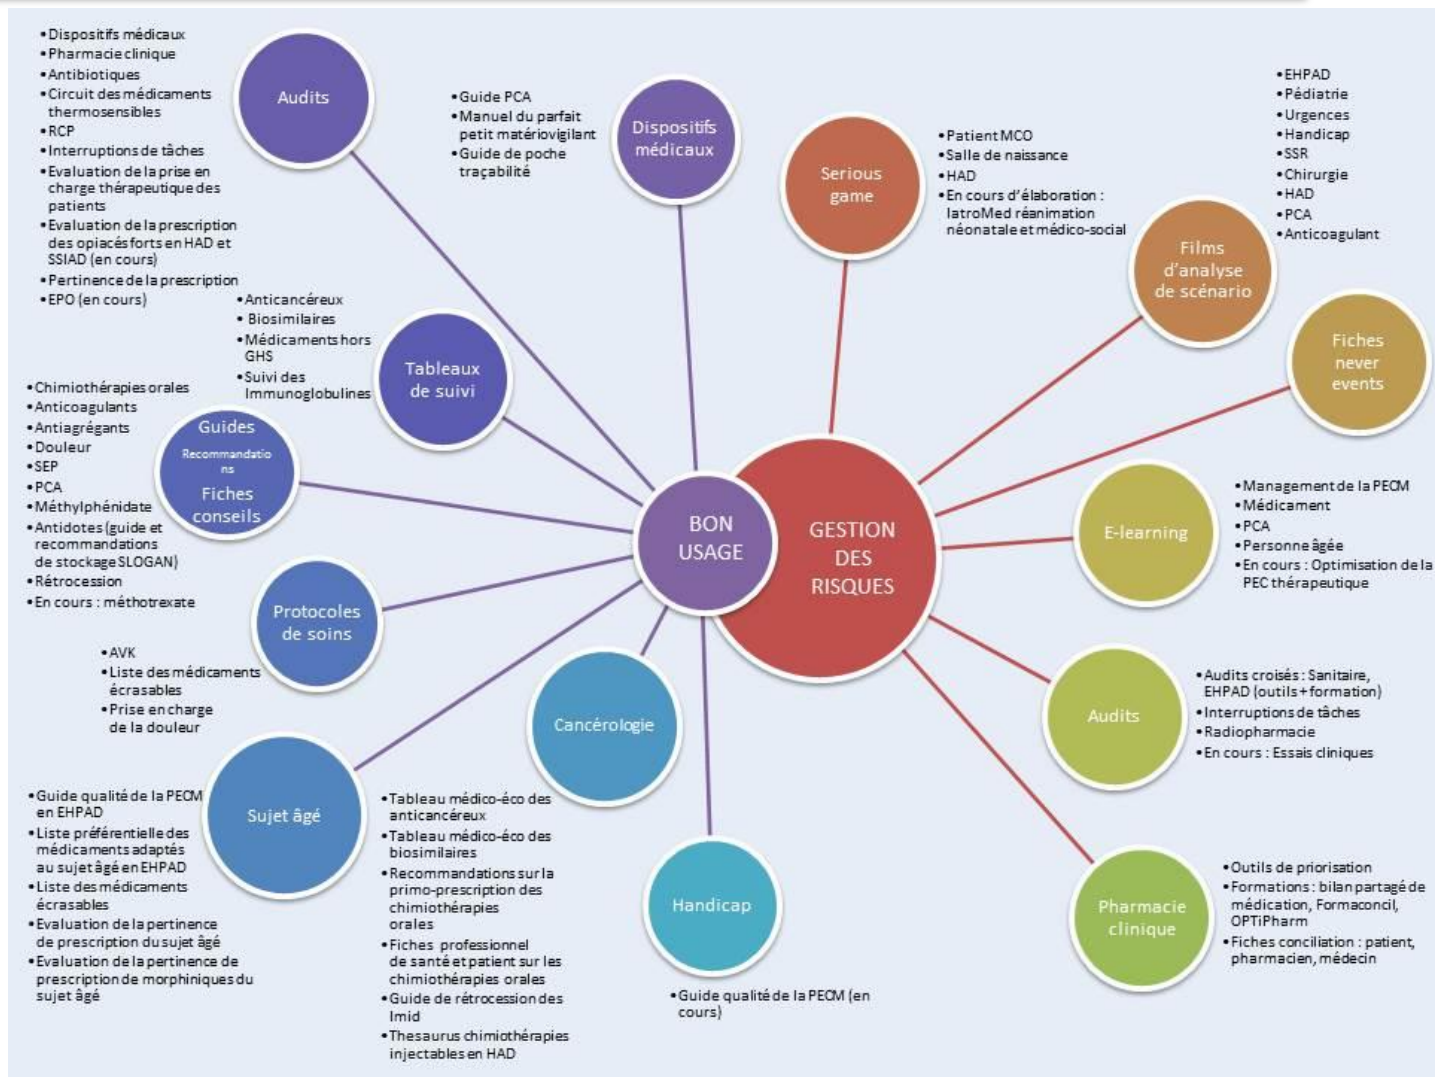 •Dispositifs médicaux
•Pharmacie clinique
•Antibiotiques
•Circuit des médicaments
thermosensibles
•RCP
•Interruptions de tâches
•Evaluation de la prise en
charge thérapeutique des
patients
•Evaluation de la prescription
des opiacés forts en HAD et
SSIAD (en cours)
•Pertinence de la prescription
•EPO (en cours)
Audits
•Guide PCA
•Manuel du parfait
petit matériovigilant
•Guide de poche
traçabilité
Dispositifs
médicaux
Serious
game
•Patient MCO
•Salle de naissance
•HAD
•En cours d'élaboration :
IatroMed réanimation
néonatale et médico-social
•EHPAD
•Pédiatrie
•Urgences
•Handicap
•SSR
•Chirurgie
•HAD
•PCA
•Anticoagulant
Films
d'analyse
de scénario
Fiches
never
events
•Anticancéreux
• Biosimilaires
•Médicaments hors
GHS
•Suivi des
Immunoglobulines
Tableaux
de suivi
•Chimiothérapies orales
•Anticoagulants
•Antiagrégants
•Douleur
•SEP
•PCA
•Méthylphénidate
•Antidotes (guide et
recommandations
de stockage SLOGAN)
•Rétrocession
•En cours : méthotrexate
Guides
Recommandatio
ns
Fiches
conseils
BON
USAGE
GESTION
DES
RISQUES
E-learning
•Management de la PECM
•Médicament
•PCA
•Personne âgée
•En cours : Optimisation de la
PEC thérapeutique
Protocoles
de soins
•AVK
•Liste des médicaments
écrasables
•Prise en charge
de la douleur
Cancérologie
Audits
•Audits croisés : Sanitaire,
EHPAD (outils + formation)
•Interruptions de tâches
•Radiopharmacie
•En cours : Essais cliniques
•Guide qualité de la PECM
en EHPAD
•Liste préférentielle des
médicaments adaptés
au sujet âgé en EHPAD
•Liste des médicaments
écrasables
•Evaluation de la pertinence
de prescription du sujet âgé
•Evaluation de la pertinence de
prescription de morphiniques du
sujet âgé
Sujet âgé
•Tableau médico-éco des
anticancéreux
•Tableau médico-éco des
biosimilaires
•Recommandations sur la
primo-prescription des
chimiothérapies
orales
•Fiches professionnel
de santé et patient sur les
chimiothérapies orales
•Guide de rétrocession des
Imid
•Thesaurus chimiothérapies
injectables en HAD
Handicap
•Guide qualité de la PECM (en
cours)
Pharmacie
clinique
•Outils de priorisation
•Formations : bilan partagé de
médication, Formaconcil,
OPTiPharm
•Fiches conciliation : patient,
pharmacien, médecin